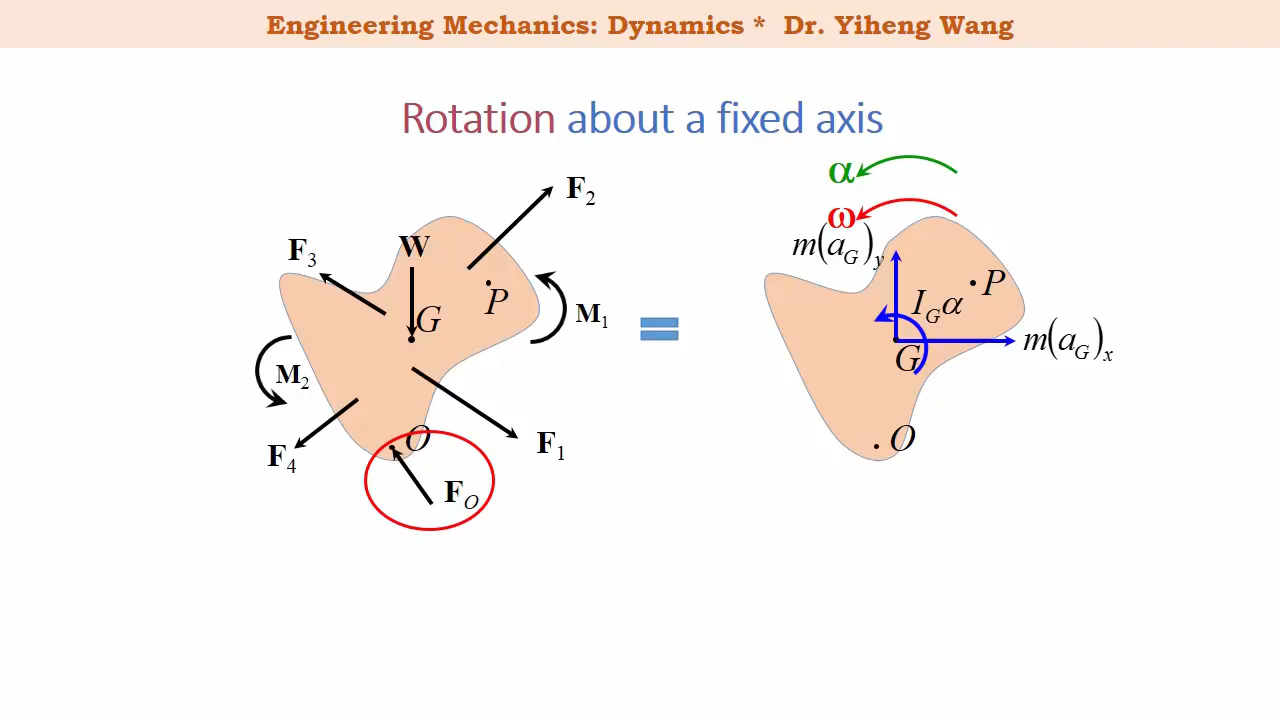 Engineering Mechanics: Dynamics * Dr. Yiheng Wang
Rotation about a fixed axis
F₂
F₃
W
G
P
M₁
M₂
O
F₁
F₄
F_O
α
ω
m(a_G)_y
P
I_Gα
m(a_G)_x
G
O